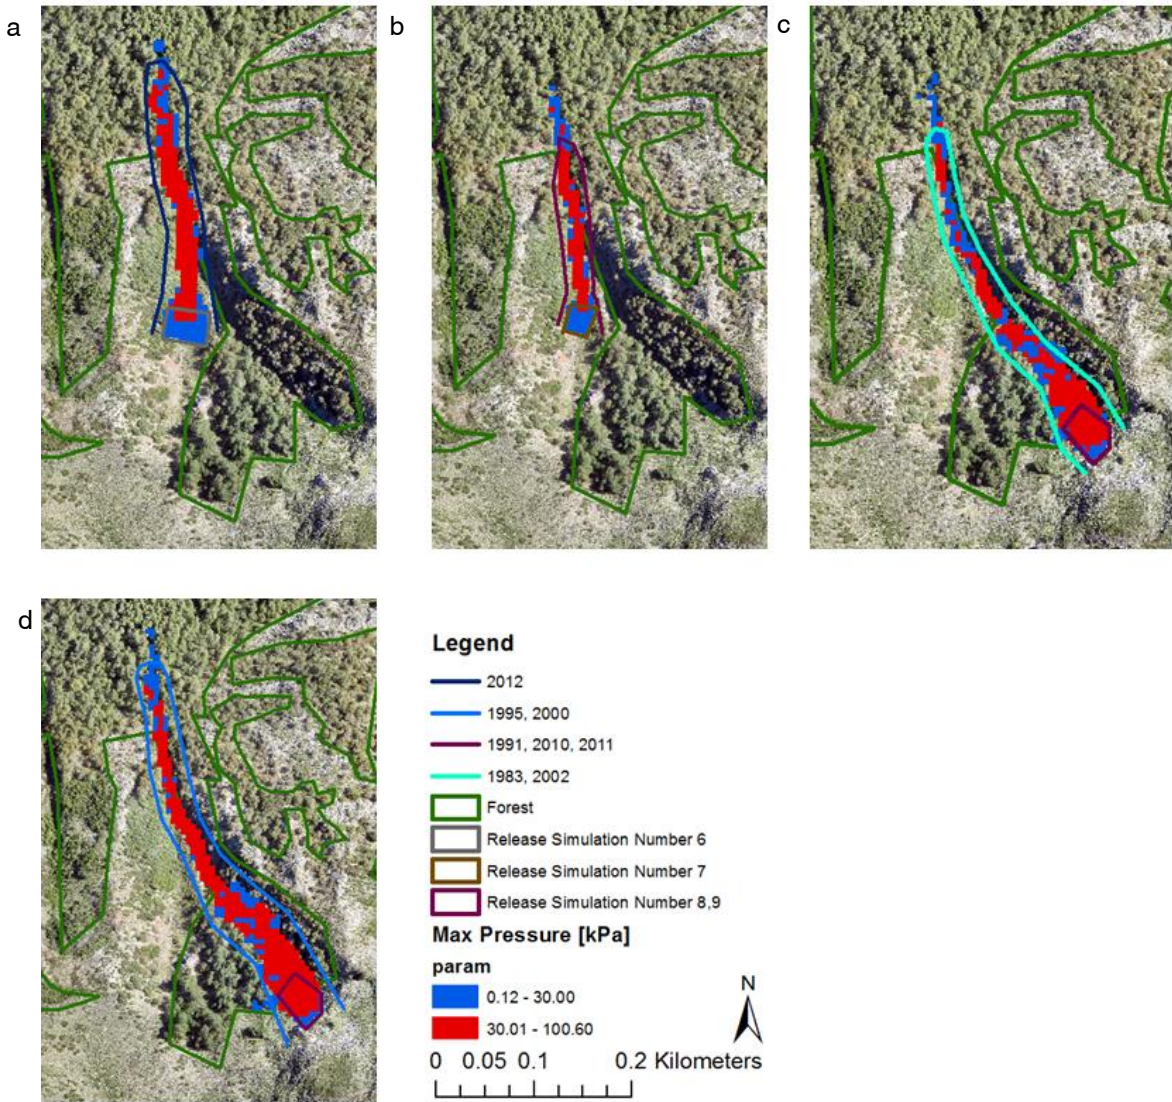 a
b
c
d
Legend
2012
1995, 2000
1991, 2010, 2011
1983, 2002
Forest
Release Simulation Number 6
Release Simulation Number 7
Release Simulation Number 8,9
Max Pressure [kPa]
param
0.12 - 30.00
30.01 - 100.60
N
0 0.05 0.1 0.2 Kilometers